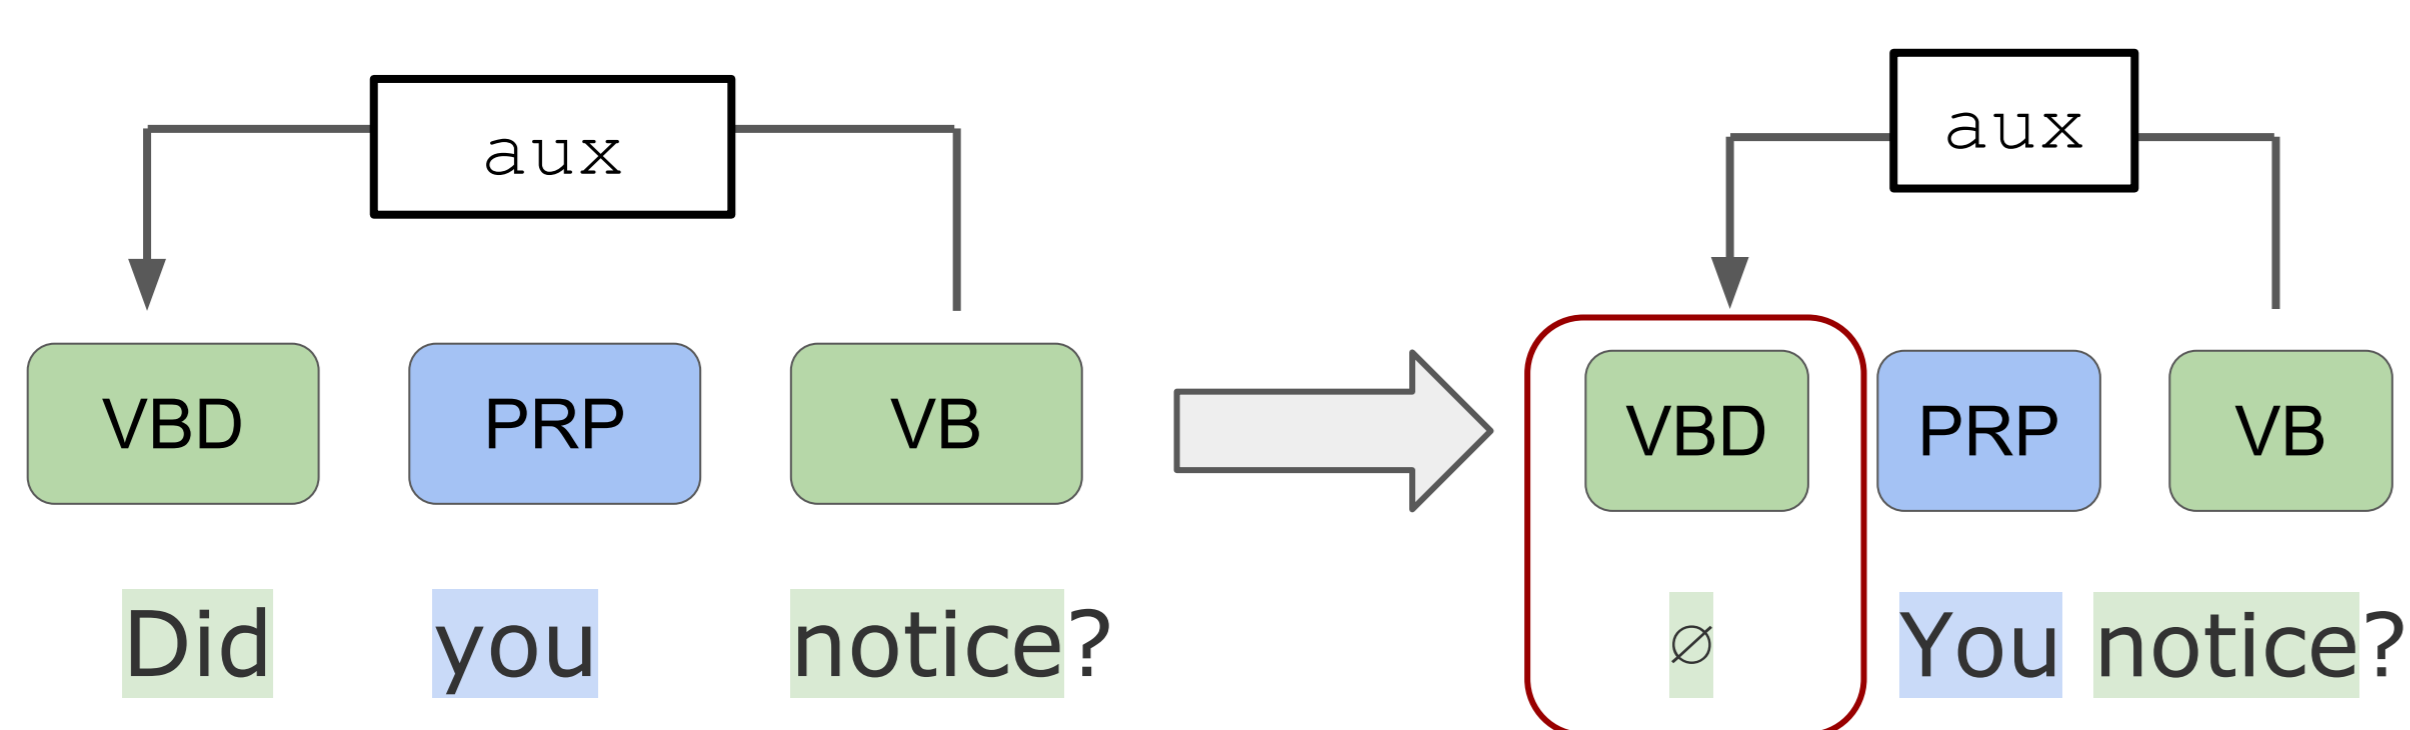 aux aux
VBD PRP VB VBD PRP VB
Did you notice? ∅ You notice?